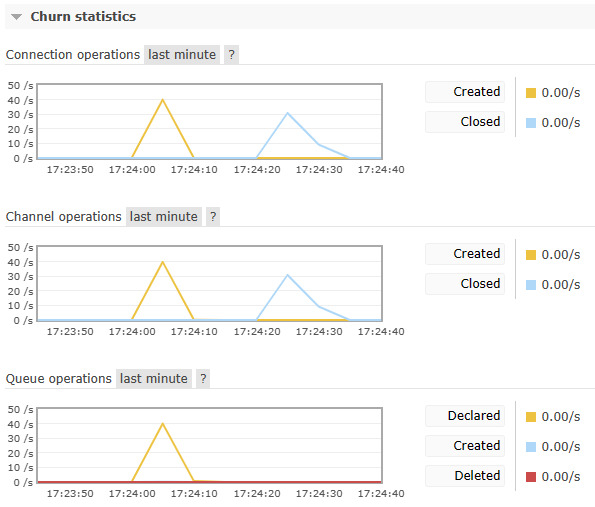 Churn statistics
Connection operations last minute ?
50 /s
40 /s
30 /s
20 /s
10 /s
0 /s
17:23:50 17:24:00 17:24:10 17:24:20 17:24:30 17:24:40
Created 0.00/s
Closed 0.00/s
Channel operations last minute ?
50 /s
40 /s
30 /s
20 /s
10 /s
0 /s
17:23:50 17:24:00 17:24:10 17:24:20 17:24:30 17:24:40
Created 0.00/s
Closed 0.00/s
Queue operations last minute ?
50 /s
40 /s
30 /s
20 /s
10 /s
0 /s
17:23:50 17:24:00 17:24:10 17:24:20 17:24:30 17:24:40
Declared 0.00/s
Created 0.00/s
Deleted 0.00/s